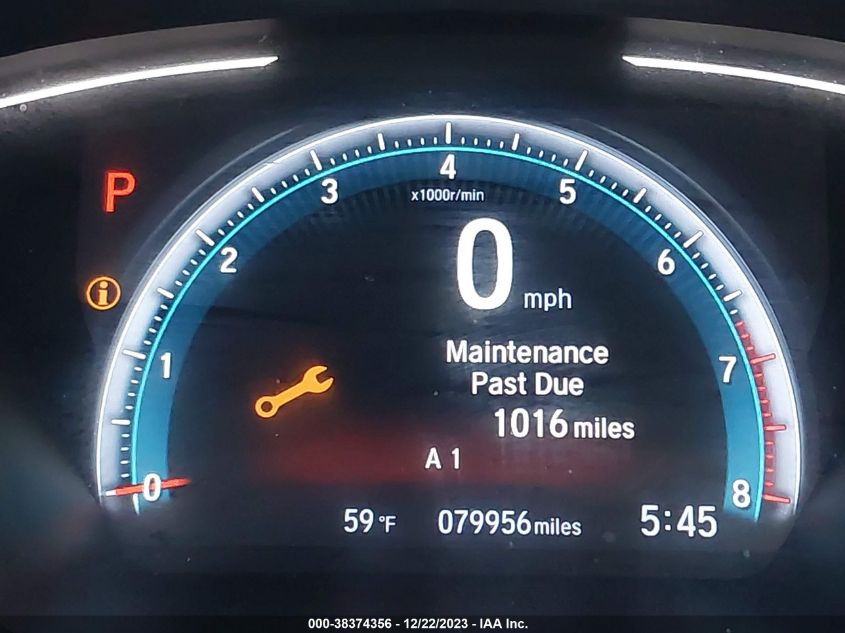 4
3
5
x1000r/min
P
2
6
0
mph
i
Maintenance
1
7
Past Due
1016 miles
A 1
0
8
59 °F 079956 miles 5:45
000-38374356 - 12/22/2023 - IAA Inc.